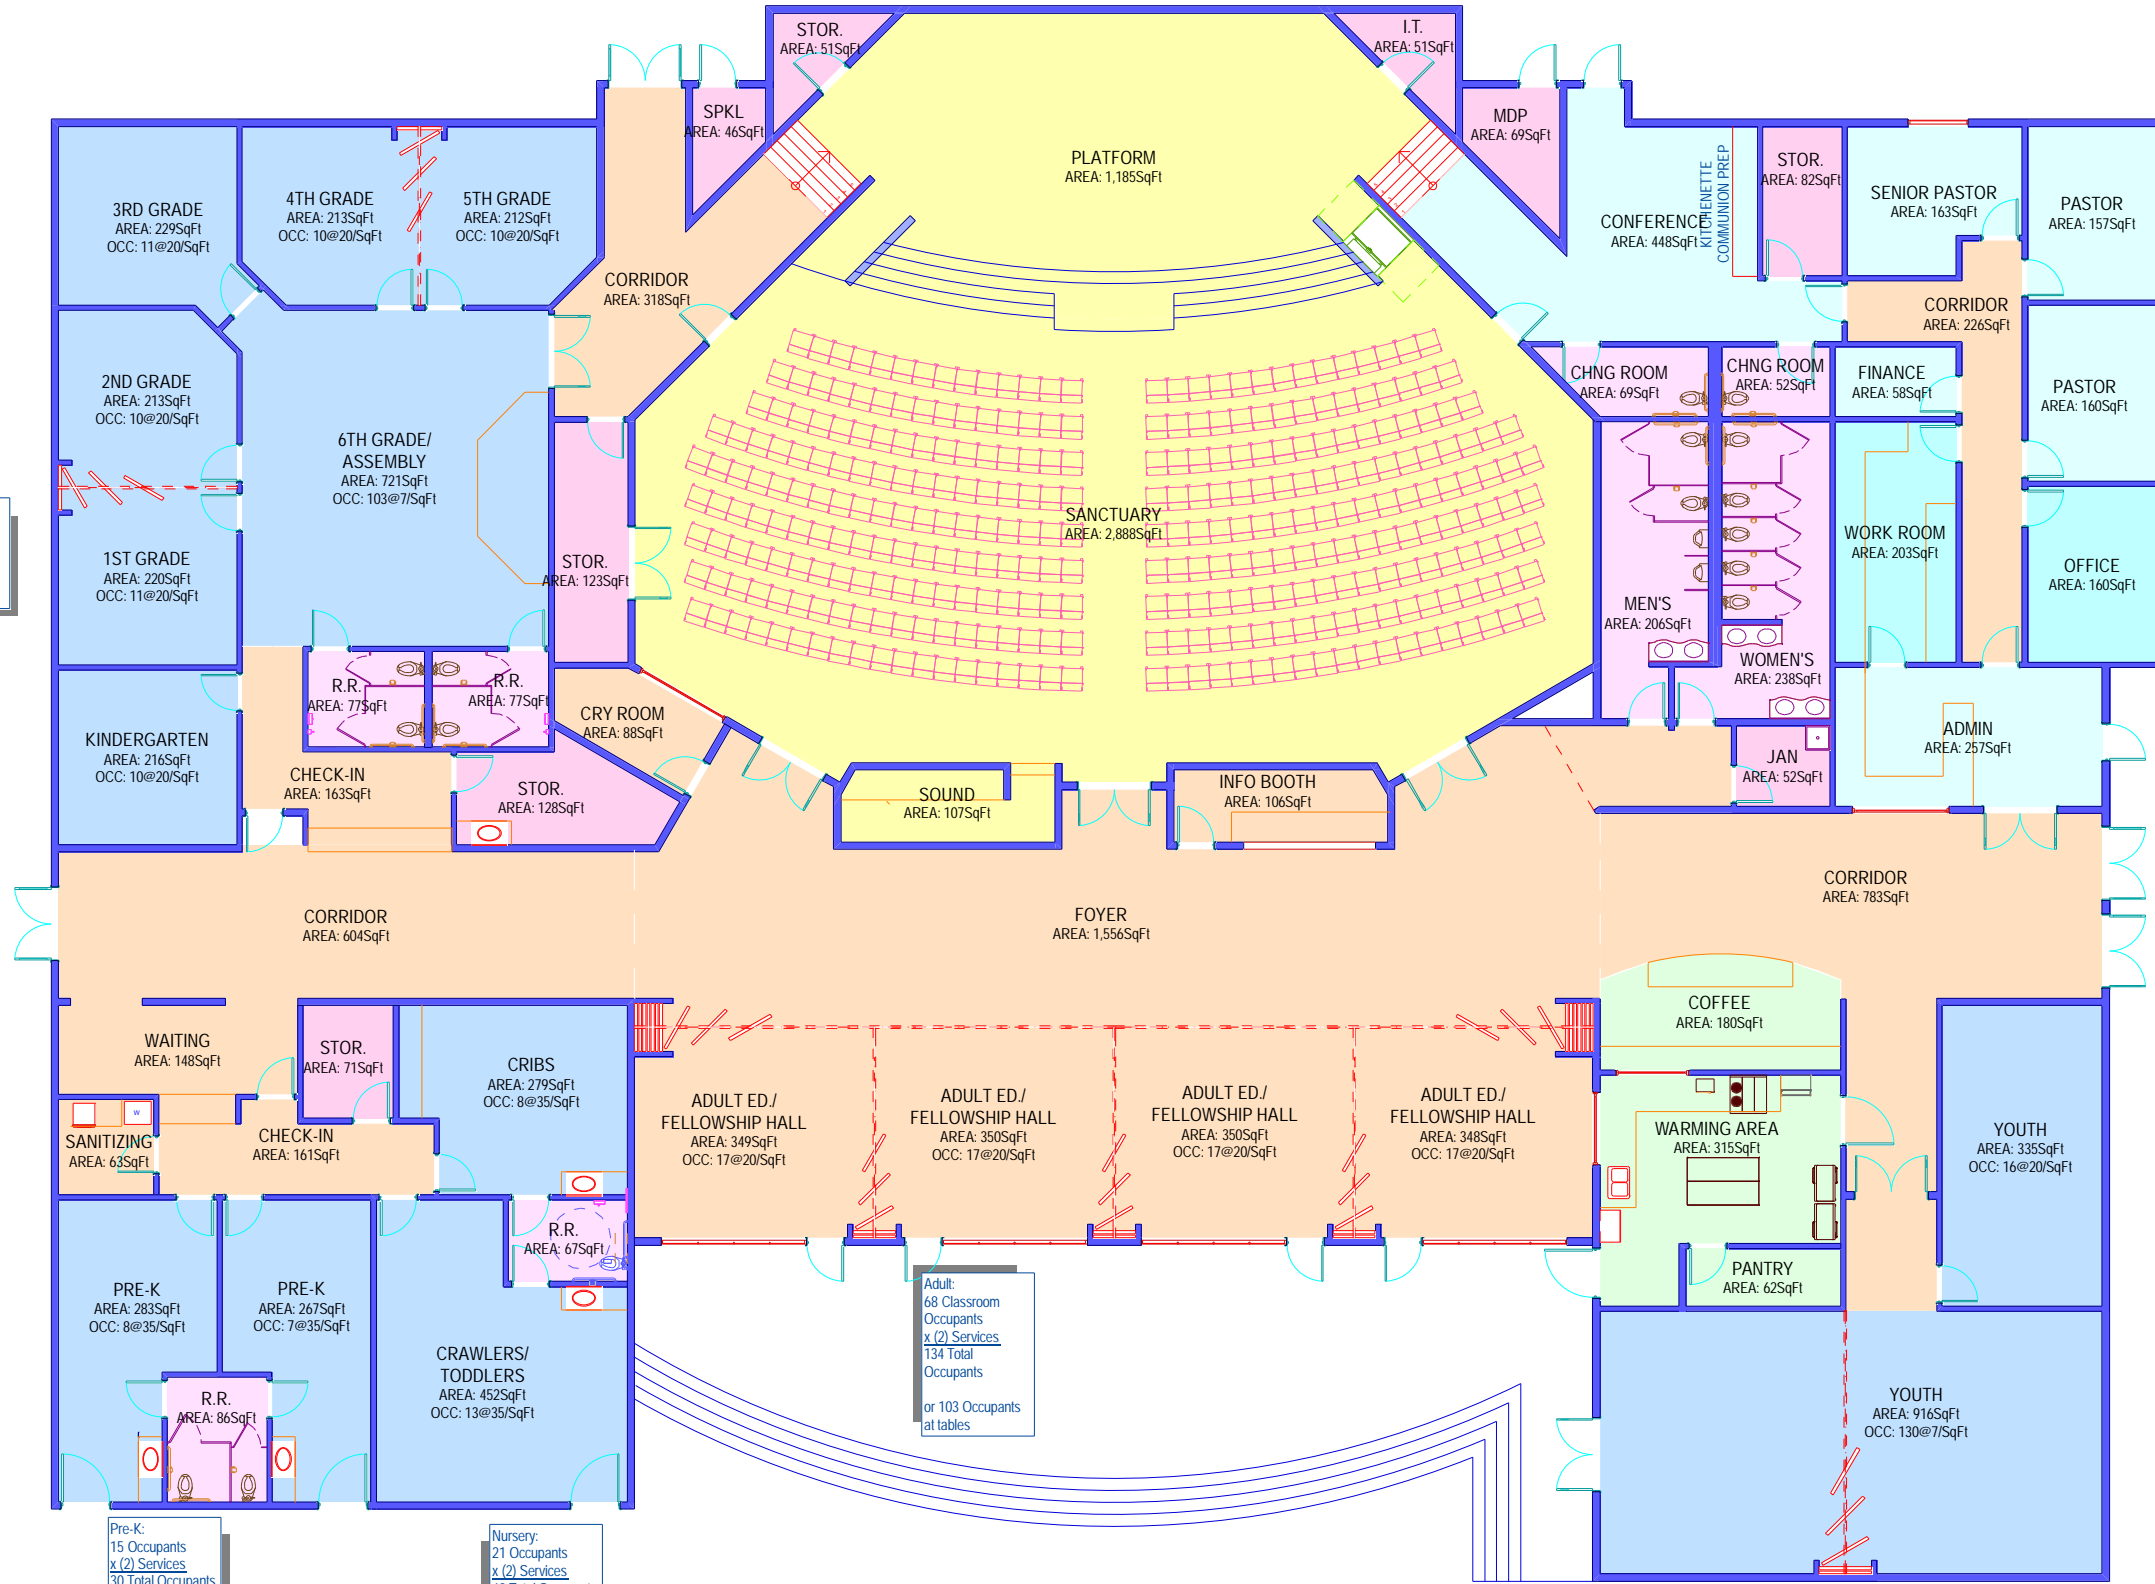 STOR.
AREA: 51SqFt
I.T.
AREA: 51SqFt
SPKL
AREA: 46SqFt
MDP
AREA: 69SqFt
PLATFORM
AREA: 1,185SqFt
3RD GRADE
AREA: 229SqFt
OCC: 11@20/SqFt
4TH GRADE
AREA: 213SqFt
OCC: 10@20/SqFt
5TH GRADE
AREA: 212SqFt
OCC: 10@20/SqFt
CONFERENCE
AREA: 448SqFt
KITCHENETTE
COMMUNION PREP
STOR.
AREA: 82SqFt
SENIOR PASTOR
AREA: 163SqFt
PASTOR
AREA: 157SqFt
CORRIDOR
AREA: 318SqFt
CORRIDOR
AREA: 226SqFt
2ND GRADE
AREA: 213SqFt
OCC: 10@20/SqFt
CHNG ROOM
AREA: 69SqFt
CHNG ROOM
AREA: 52SqFt
FINANCE
AREA: 58SqFt
PASTOR
AREA: 160SqFt
6TH GRADE/
ASSEMBLY
AREA: 721SqFt
OCC: 103@7/SqFt
SANCTUARY
AREA: 2,888SqFt
WORK ROOM
AREA: 203SqFt
1ST GRADE
AREA: 220SqFt
OCC: 11@20/SqFt
STOR.
AREA: 123SqFt
OFFICE
AREA: 160SqFt
MEN'S
AREA: 206SqFt
WOMEN'S
AREA: 238SqFt
R.R.
AREA: 77SqFt
R.R.
AREA: 77SqFt
CRY ROOM
AREA: 88SqFt
KINDERGARTEN
AREA: 216SqFt
OCC: 10@20/SqFt
ADMIN
AREA: 257SqFt
JAN
AREA: 52SqFt
CHECK-IN
AREA: 163SqFt
STOR.
AREA: 128SqFt
SOUND
AREA: 107SqFt
INFO BOOTH
AREA: 106SqFt
CORRIDOR
AREA: 604SqFt
FOYER
AREA: 1,556SqFt
CORRIDOR
AREA: 783SqFt
COFFEE
AREA: 180SqFt
WAITING
AREA: 148SqFt
STOR.
AREA: 71SqFt
CRIBS
AREA: 279SqFt
OCC: 8@35/SqFt
ADULT ED./
FELLOWSHIP HALL
AREA: 349SqFt
OCC: 17@20/SqFt
ADULT ED./
FELLOWSHIP HALL
AREA: 350SqFt
OCC: 17@20/SqFt
ADULT ED./
FELLOWSHIP HALL
AREA: 350SqFt
OCC: 17@20/SqFt
ADULT ED./
FELLOWSHIP HALL
AREA: 348SqFt
OCC: 17@20/SqFt
W
SANITIZING
AREA: 63SqFt
CHECK-IN
AREA: 161SqFt
WARMING AREA
AREA: 315SqFt
YOUTH
AREA: 335SqFt
OCC: 16@20/SqFt
R.R.
AREA: 67SqFt
PANTRY
AREA: 62SqFt
PRE-K
AREA: 283SqFt
OCC: 8@35/SqFt
PRE-K
AREA: 267SqFt
OCC: 7@35/SqFt
CRAWLERS/
TODDLERS
AREA: 452SqFt
OCC: 13@35/SqFt
Adult:
68 Classroom
Occupants
x (2) Services
134 Total
Occupants
or 103 Occupants
at tables
R.R.
AREA: 86SqFt
YOUTH
AREA: 916SqFt
OCC: 130@7/SqFt
Pre-K:
15 Occupants
x (2) Services
30 Total Occupants
Nursery:
21 Occupants
x (2) Services